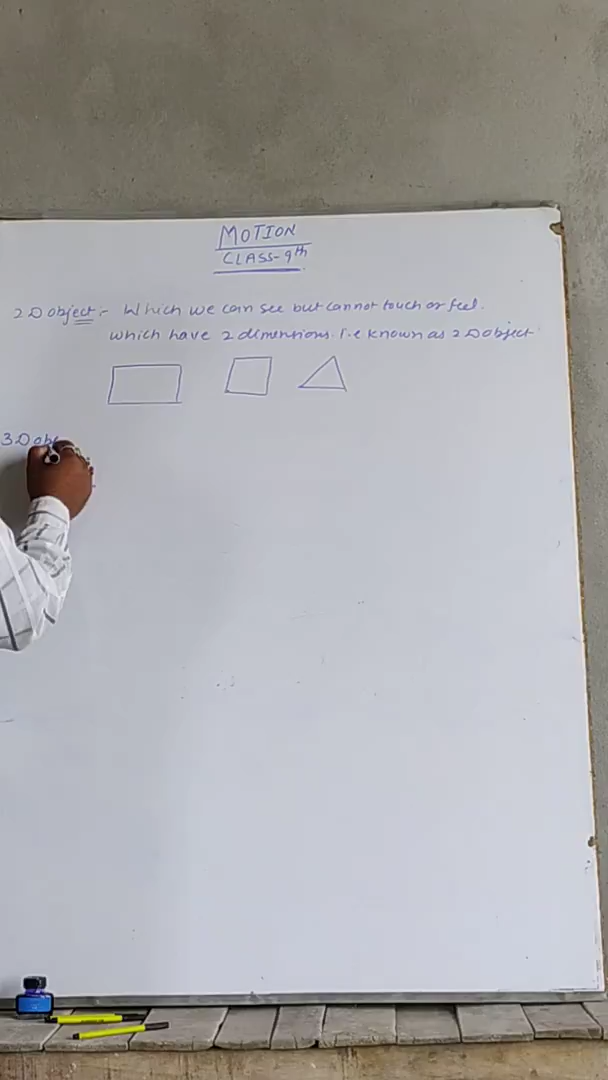 MOTION
CLASS-9th
2D object :- Which we can see but cannot touch or feel.
which have 2 dimensions. i.e known as 2D object
3D obj